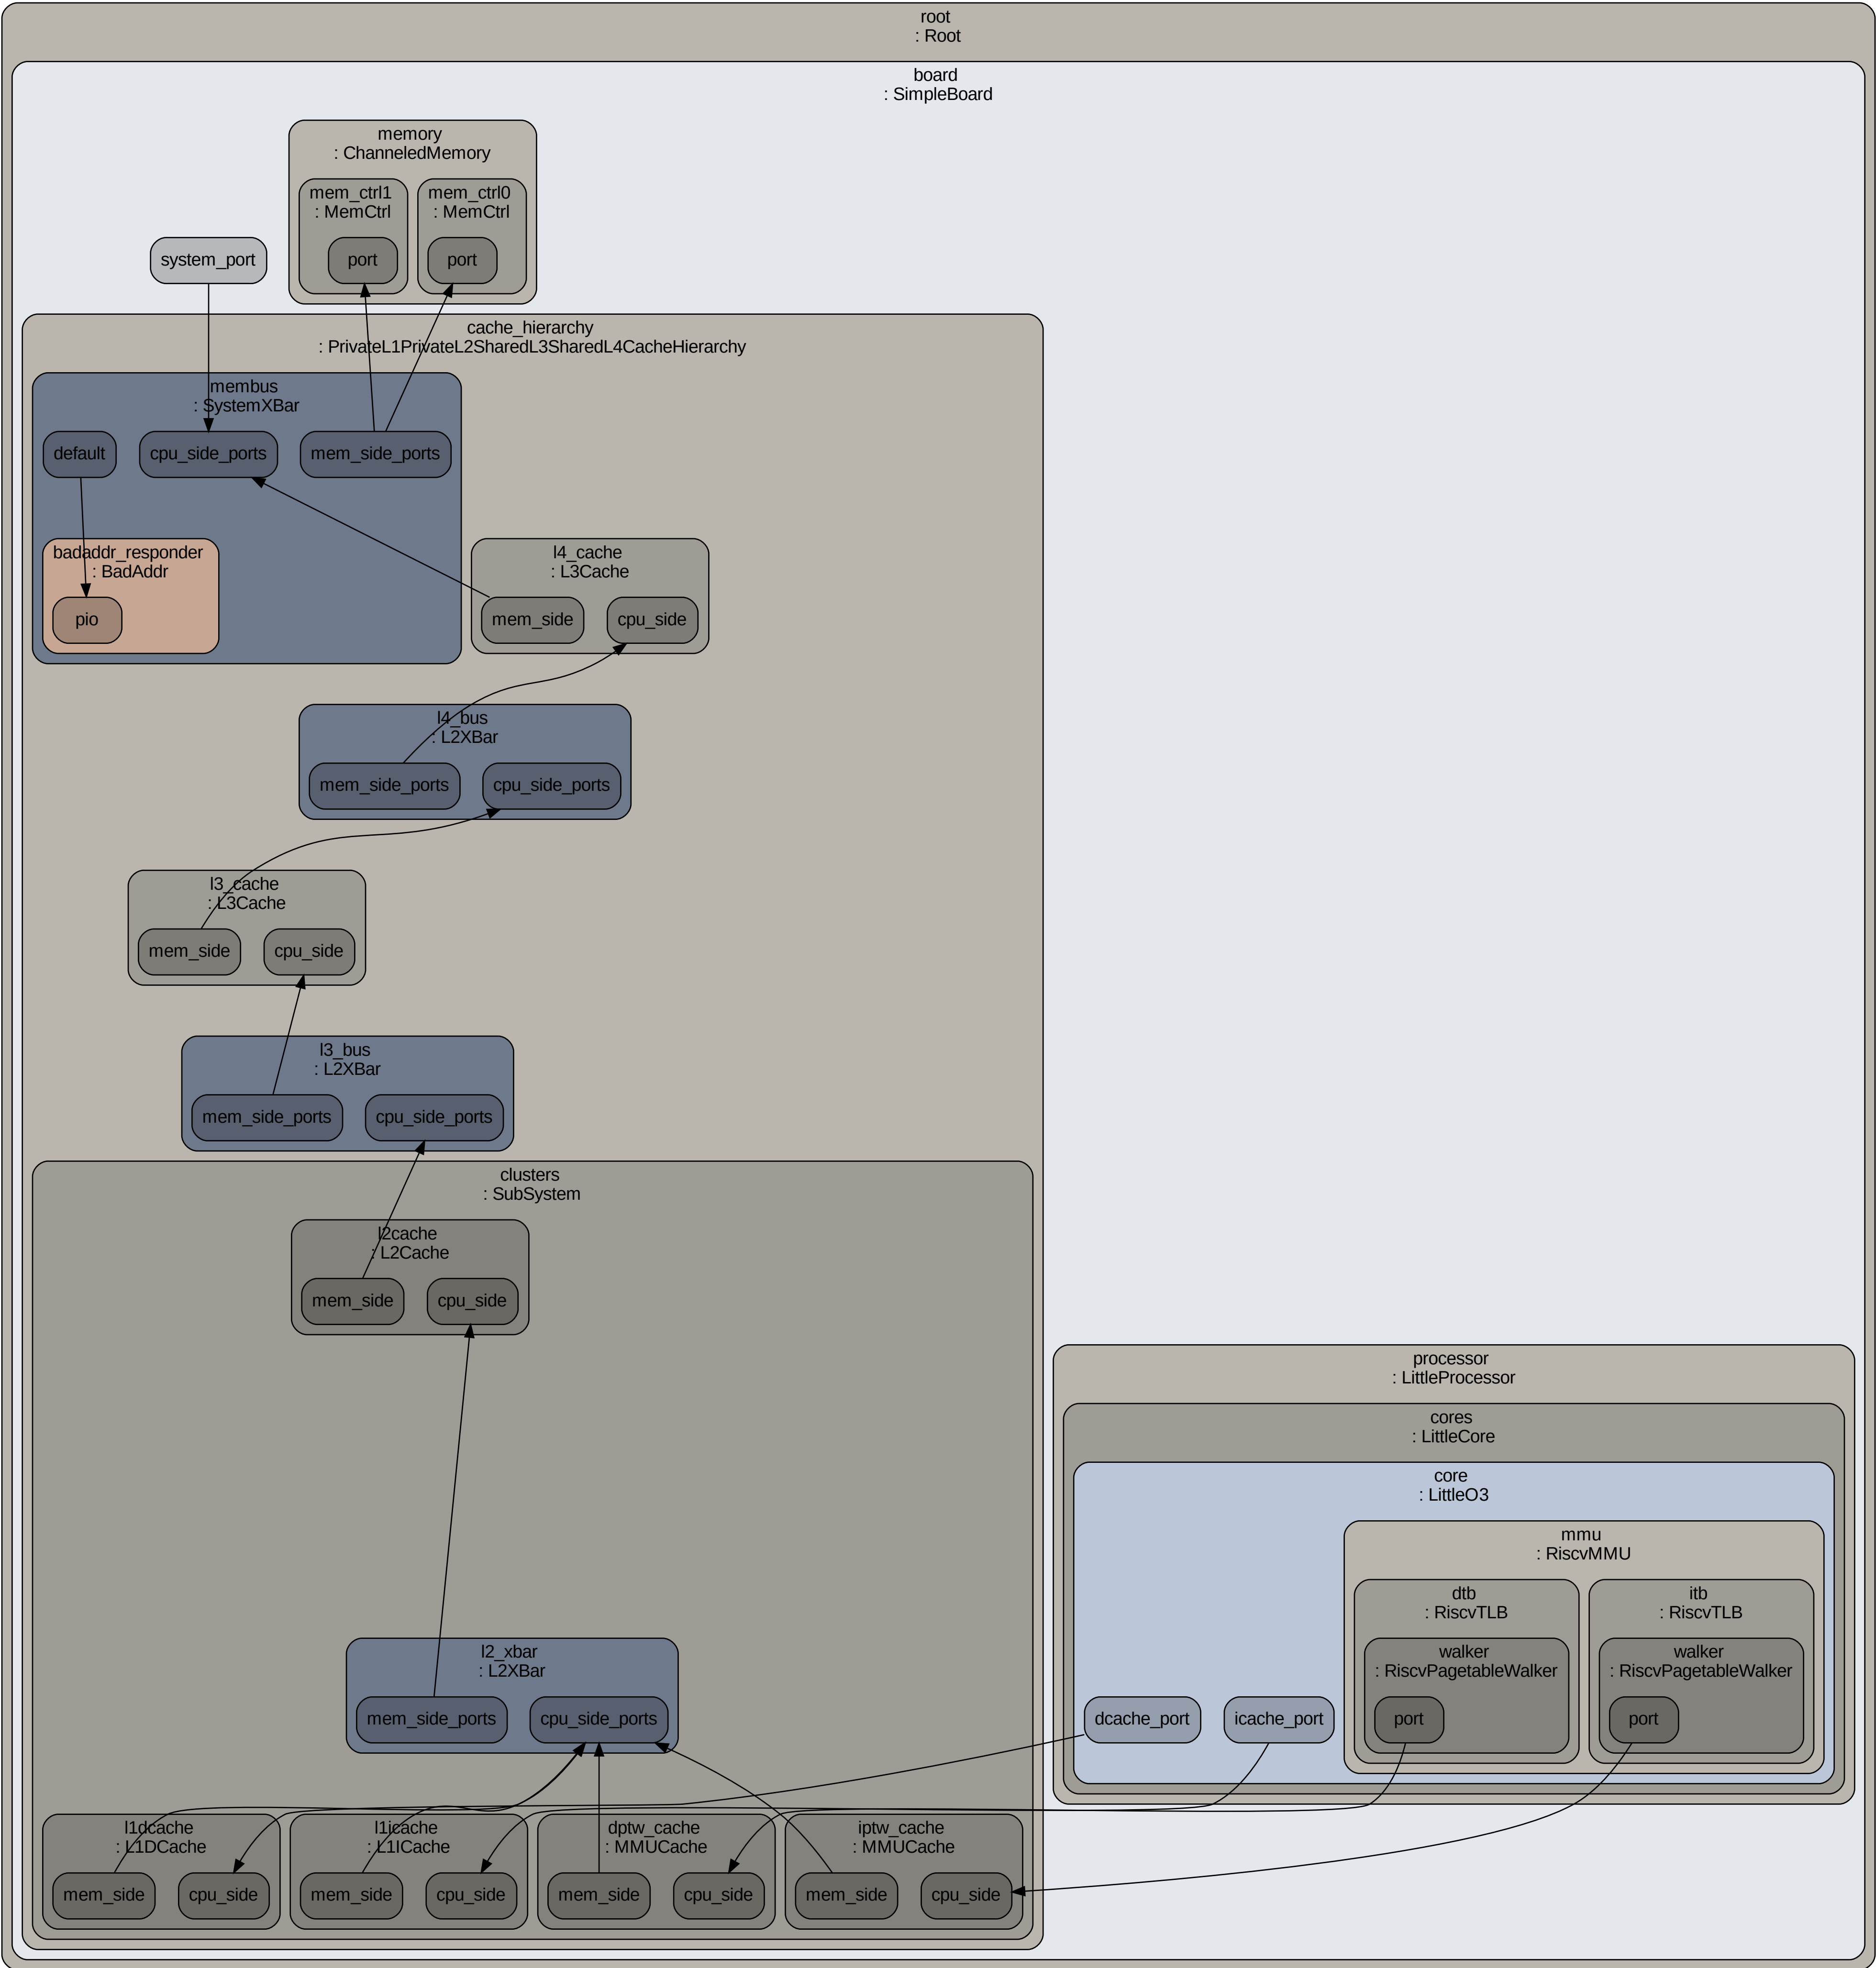 root
: Root
board
: SimpleBoard
memory
: ChanneledMemory
mem_ctrl1
: MemCtrl
port
mem_ctrl0
: MemCtrl
port
system_port
cache_hierarchy
: PrivateL1PrivateL2SharedL3SharedL4CacheHierarchy
membus
: SystemXBar
default
cpu_side_ports
mem_side_ports
badaddr_responder
: BadAddr
pio
l4_cache
: L3Cache
mem_side
cpu_side
l4_bus
: L2XBar
mem_side_ports
cpu_side_ports
l3_cache
: L3Cache
mem_side
cpu_side
l3_bus
: L2XBar
mem_side_ports
cpu_side_ports
clusters
: SubSystem
l2cache
: L2Cache
mem_side
cpu_side
l2_xbar
: L2XBar
mem_side_ports
cpu_side_ports
l1dcache
: L1DCache
mem_side
cpu_side
l1icache
: L1ICache
mem_side
cpu_side
dptw_cache
: MMUCache
mem_side
cpu_side
iptw_cache
: MMUCache
mem_side
cpu_side
processor
: LittleProcessor
cores
: LittleCore
core
: LittleO3
mmu
: RiscvMMU
dtb
: RiscvTLB
walker
: RiscvPagetableWalker
port
itb
: RiscvTLB
walker
: RiscvPagetableWalker
port
dcache_port
icache_port